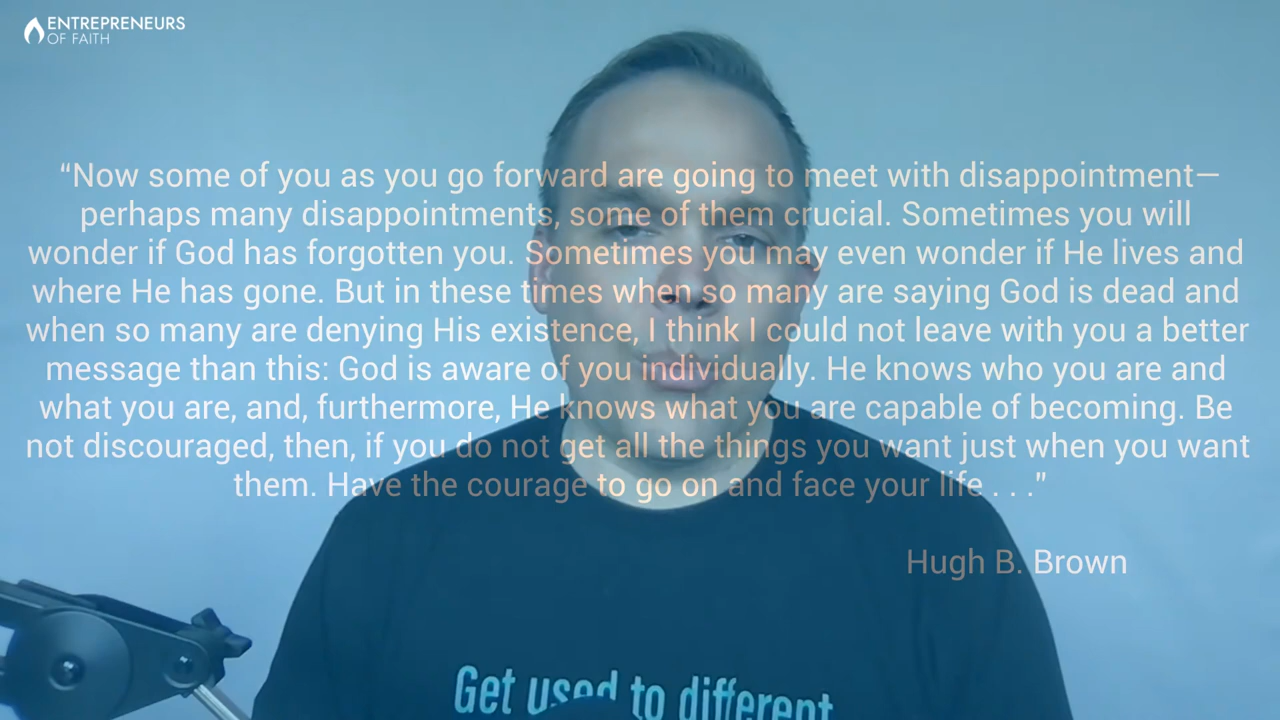 ENTREPRENEURS
OF FAITH
“Now some of you as you go forward are going to meet with disappointment—
perhaps many disappointments, some of them crucial. Sometimes you will
wonder if God has forgotten you. Sometimes you may even wonder if He lives and
where He has gone. But in these times when so many are saying God is dead and
when so many are denying His existence, I think I could not leave with you a better
message than this: God is aware of you individually. He knows who you are and
what you are, and, furthermore, He knows what you are capable of becoming. Be
not discouraged, then, if you do not get all the things you want just when you want
them. Have the courage to go on and face your life . . .”
Hugh B. Brown
Get used to different